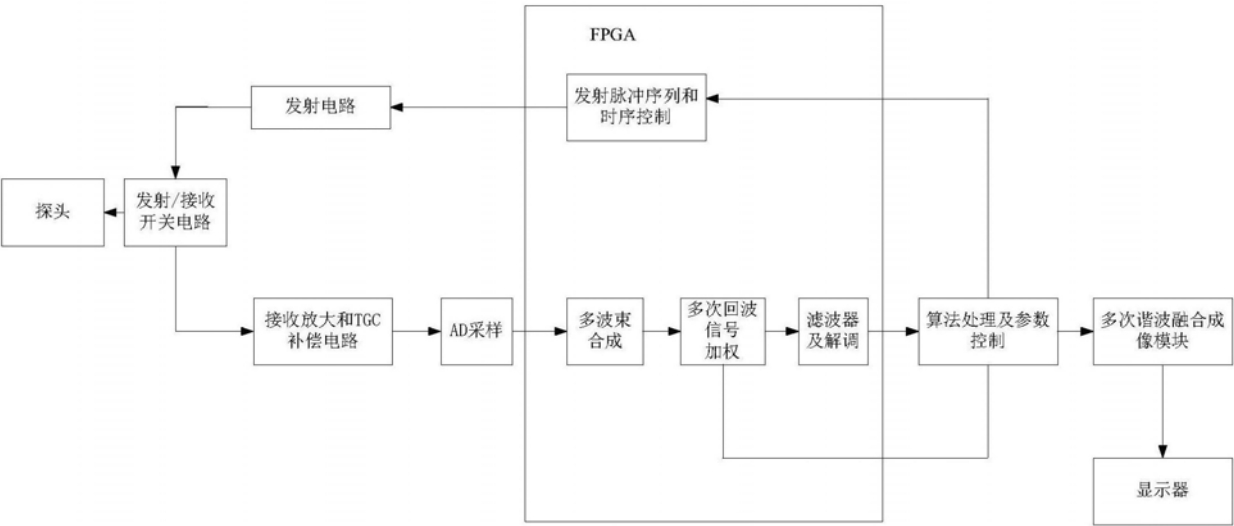 FPGA
发射电路
发射脉冲序列和
时序控制
探头
发射/接收
开关电路
接收放大和TGC
补偿电路
AD采样
多波束
合成
多次回波
信号
加权
滤波器
及解调
算法处理及参数
控制
多次谐波融合成
像模块
显示器